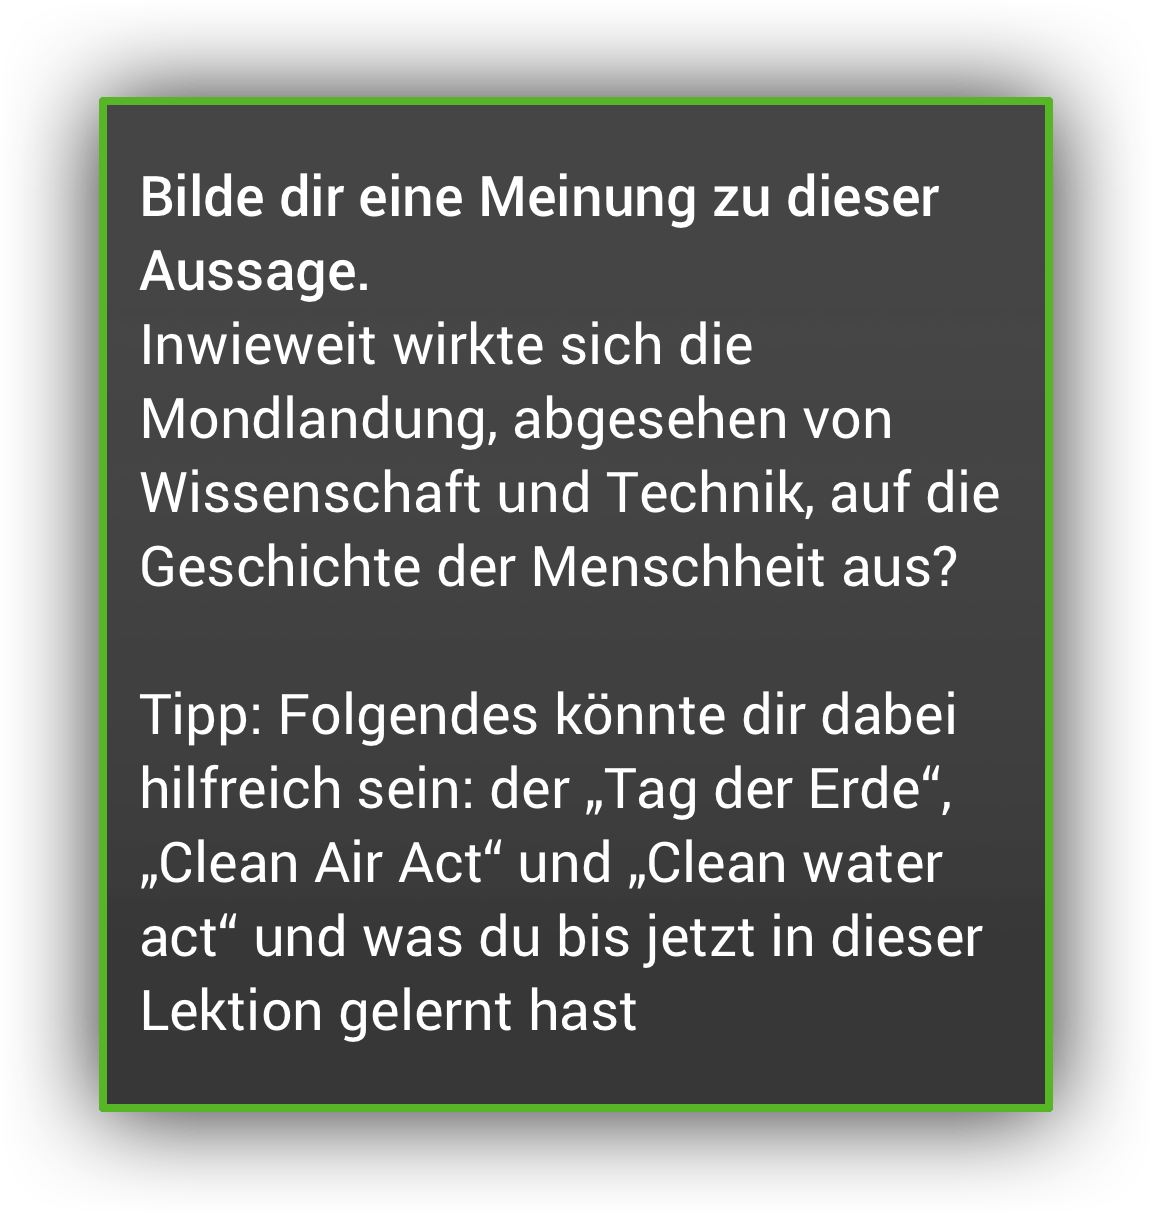 Bilde dir eine Meinung zu dieser
Aussage.
Inwieweit wirkte sich die
Mondlandung, abgesehen von
Wissenschaft und Technik, auf die
Geschichte der Menschheit aus?
Tipp: Folgendes könnte dir dabei
hilfreich sein: der „Tag der Erde“,
„Clean Air Act“ und „Clean water
act“ und was du bis jetzt in dieser
Lektion gelernt hast